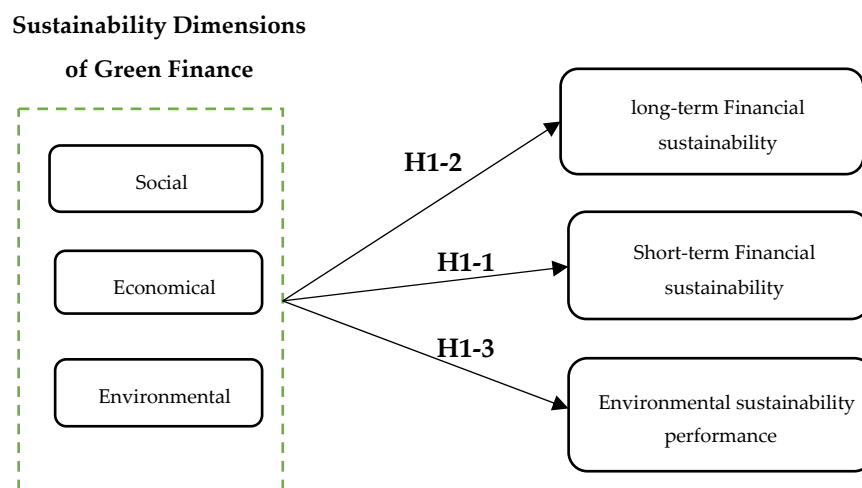 Sustainability Dimensions
of Green Finance
Social
Economical
Environmental
H1-2
H1-1
H1-3
long-term Financial
sustainability
Short-term Financial
sustainability
Environmental sustainability
performance